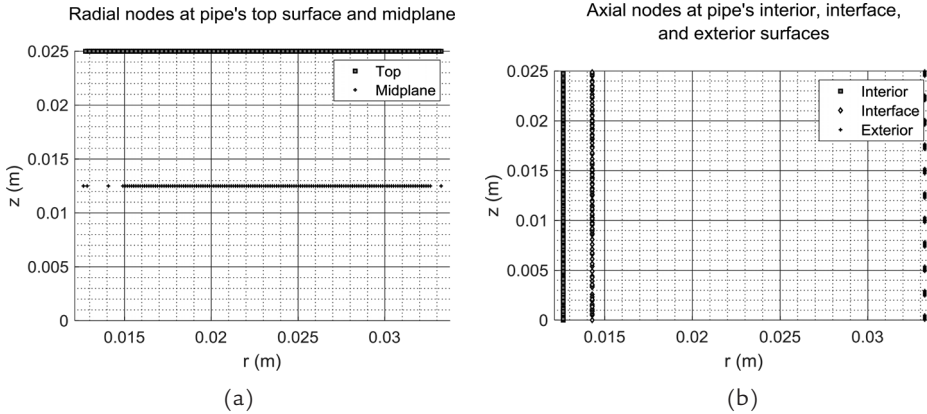 Radial nodes at pipe's top surface and midplane
0.025
0.02
0.015
0.01
0.005
0
z (m)
Top
Midplane
0.015
0.02
0.025
0.03
r (m)
(a)
Axial nodes at pipe's interior, interface,
and exterior surfaces
0.025
0.02
0.015
0.01
0.005
0
z (m)
Interior
Interface
Exterior
0.015
0.02
0.025
0.03
r (m)
(b)